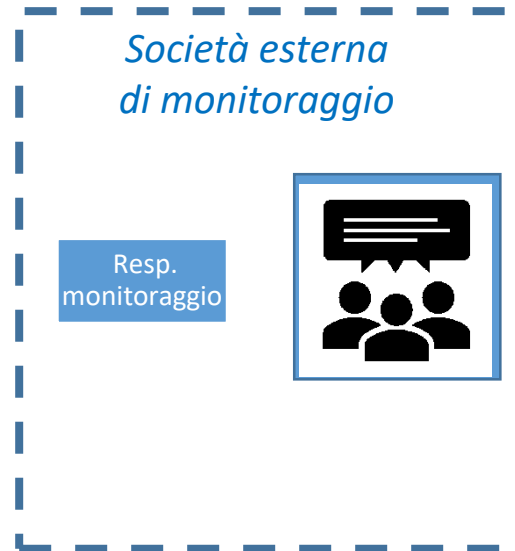 Società esterna
di monitoraggio
Resp.
monitoraggio